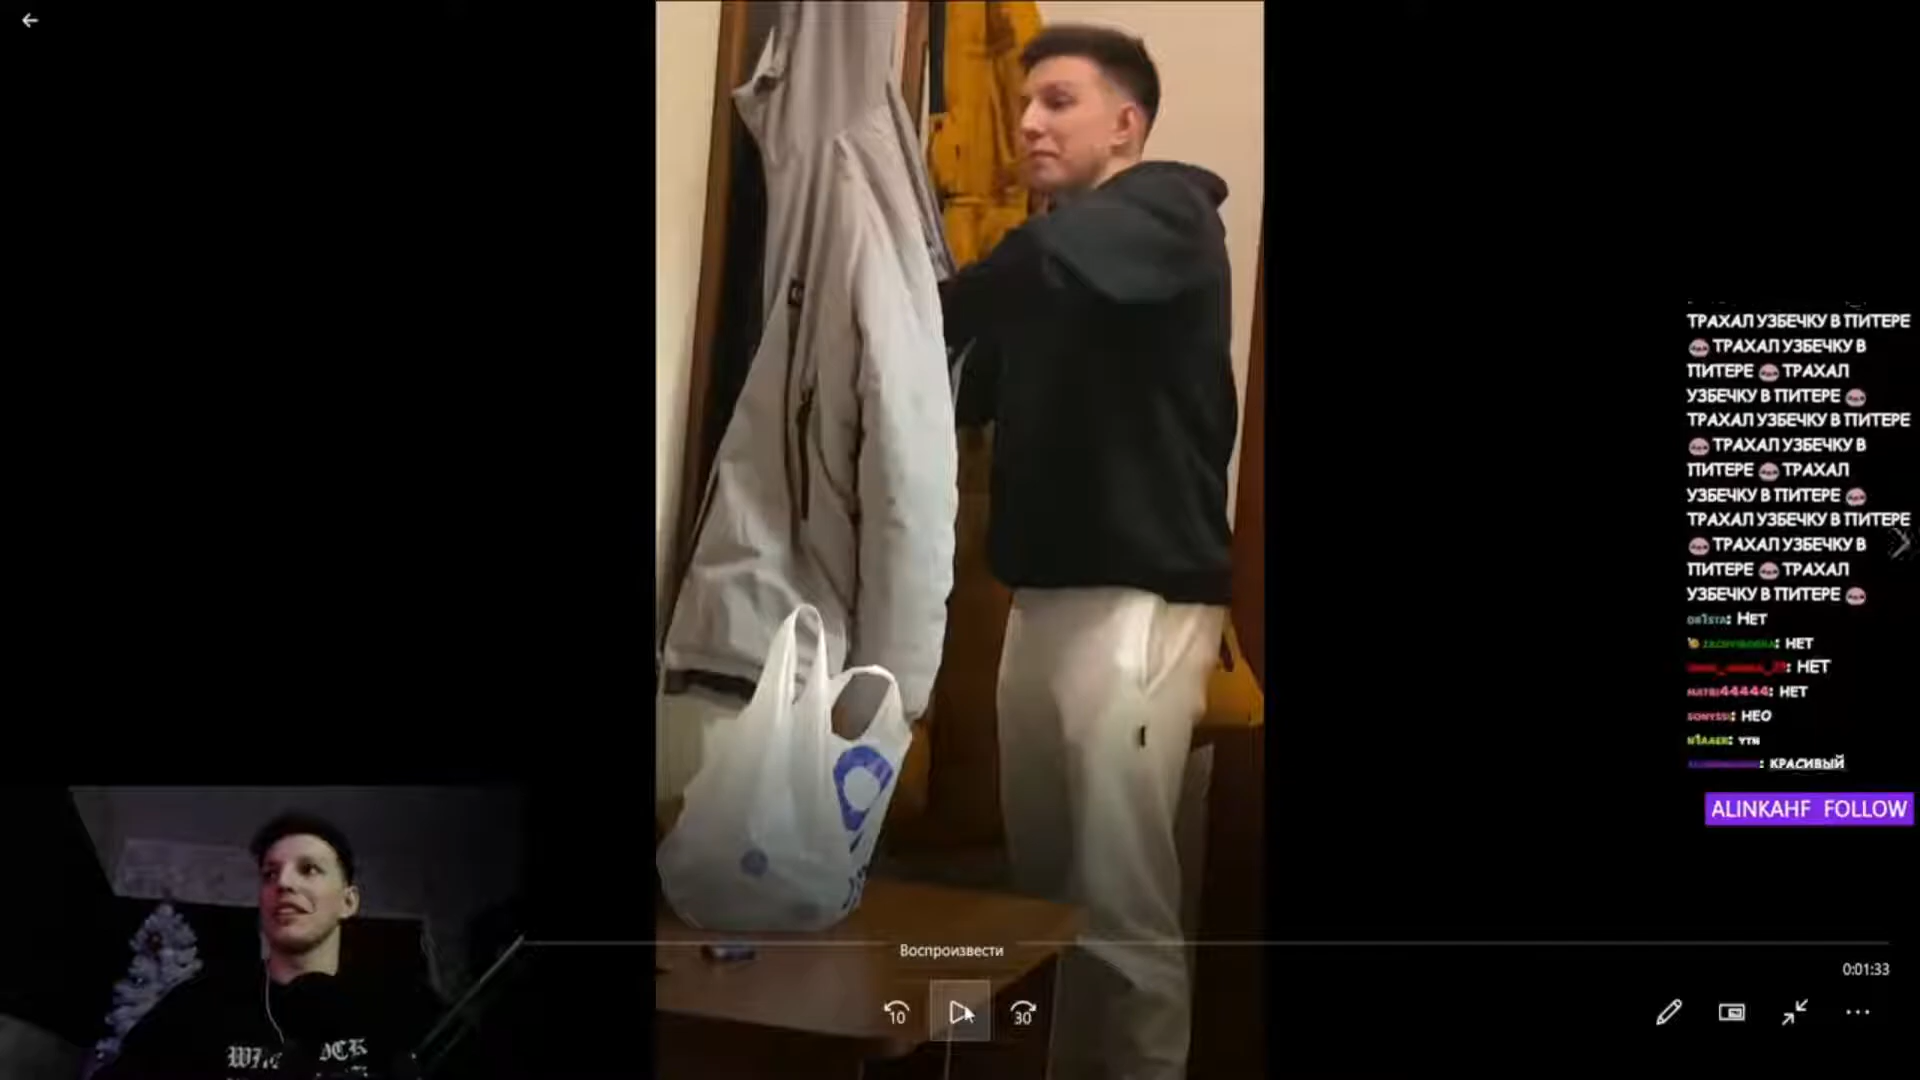 ТРАХАЛ УЗБЕЧКУ В ПИТЕРЕ
ТРАХАЛ УЗБЕЧКУ В
ПИТЕРЕ ТРАХАЛ
УЗБЕЧКУ В ПИТЕРЕ
ТРАХАЛ УЗБЕЧКУ В ПИТЕРЕ
ТРАХАЛ УЗБЕЧКУ В
ПИТЕРЕ ТРАХАЛ
УЗБЕЧКУ В ПИТЕРЕ
ТРАХАЛ УЗБЕЧКУ В ПИТЕРЕ
ТРАХАЛ УЗБЕЧКУ В
ПИТЕРЕ ТРАХАЛ
УЗБЕЧКУ В ПИТЕРЕ
: НЕТ
: НЕТ
: НЕТ
: НЕТ
: НЕО
: YTN
: КРАСИВЫЙ
ALINKAHF FOLLOW
Воспроизвести
0:01:33
10
30